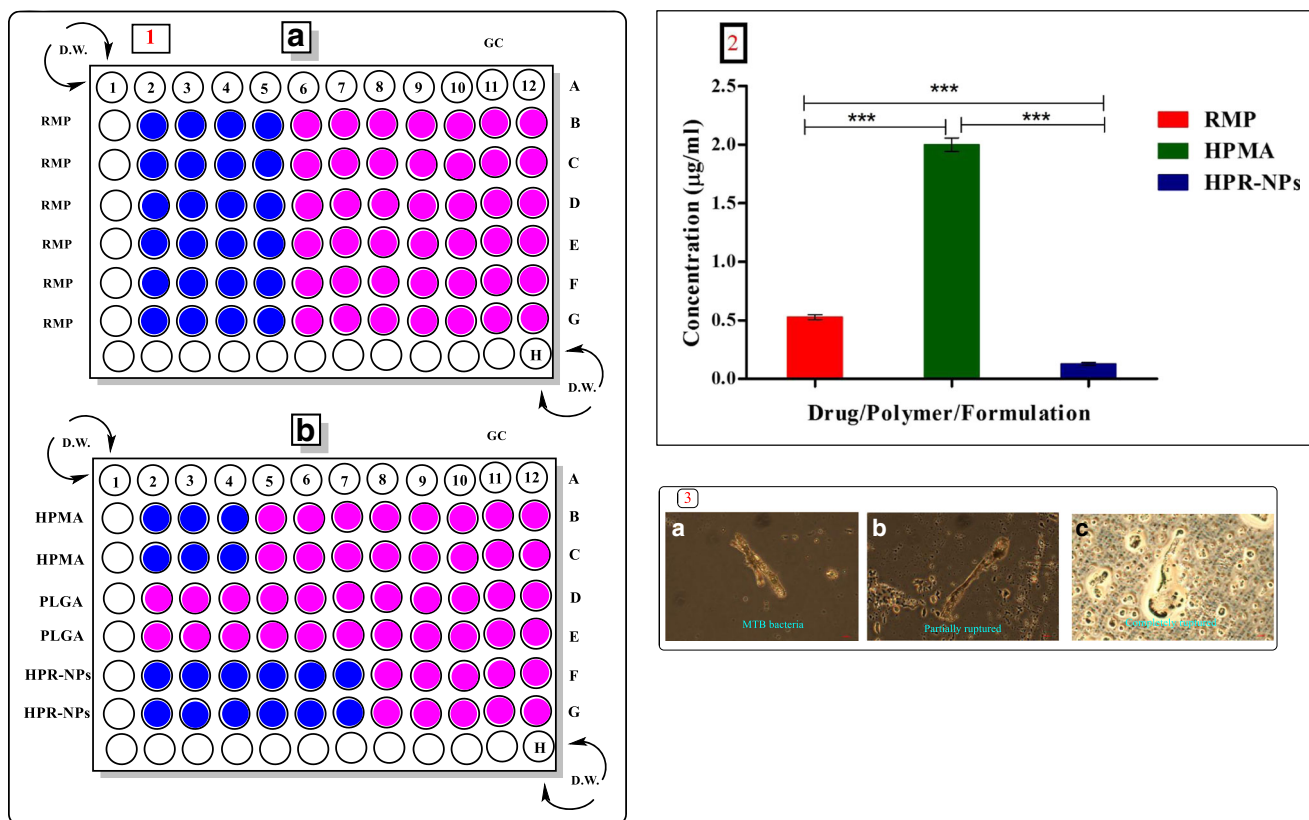 1
a
GC
D.W.
1 2 3 4 5 6 7 8 9 10 11 12 A
RMP B
RMP C
RMP D
RMP E
RMP F
RMP G
H
D.W.
b
GC
D.W.
1 2 3 4 5 6 7 8 9 10 11 12 A
HPMA B
HPMA C
PLGA D
PLGA E
HPR-NPs F
HPR-NPs G
H
D.W.
2
2.5
2.0
1.5
1.0
0.5
0.0
Concentration (µg/ml)
***
*** ***
RMP
HPMA
HPR-NPs
Drug/Polymer/Formulation
3
a
MTB bacteria
b
Partially ruptured
c